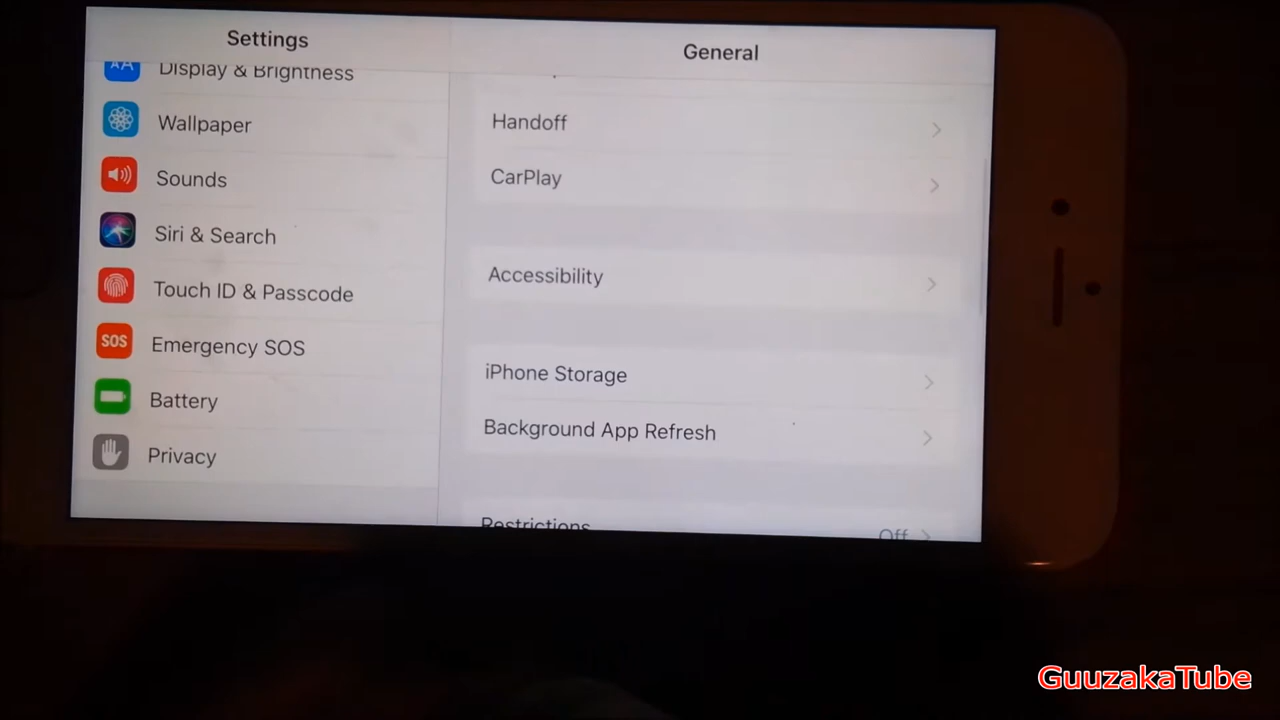 Settings
General
Display & Brightness
Wallpaper
Sounds
Siri & Search
Touch ID & Passcode
SOS
Emergency SOS
Battery
Privacy
Handoff
CarPlay
Accessibility
iPhone Storage
Background App Refresh
Restrictions Off
GuuzakaTube